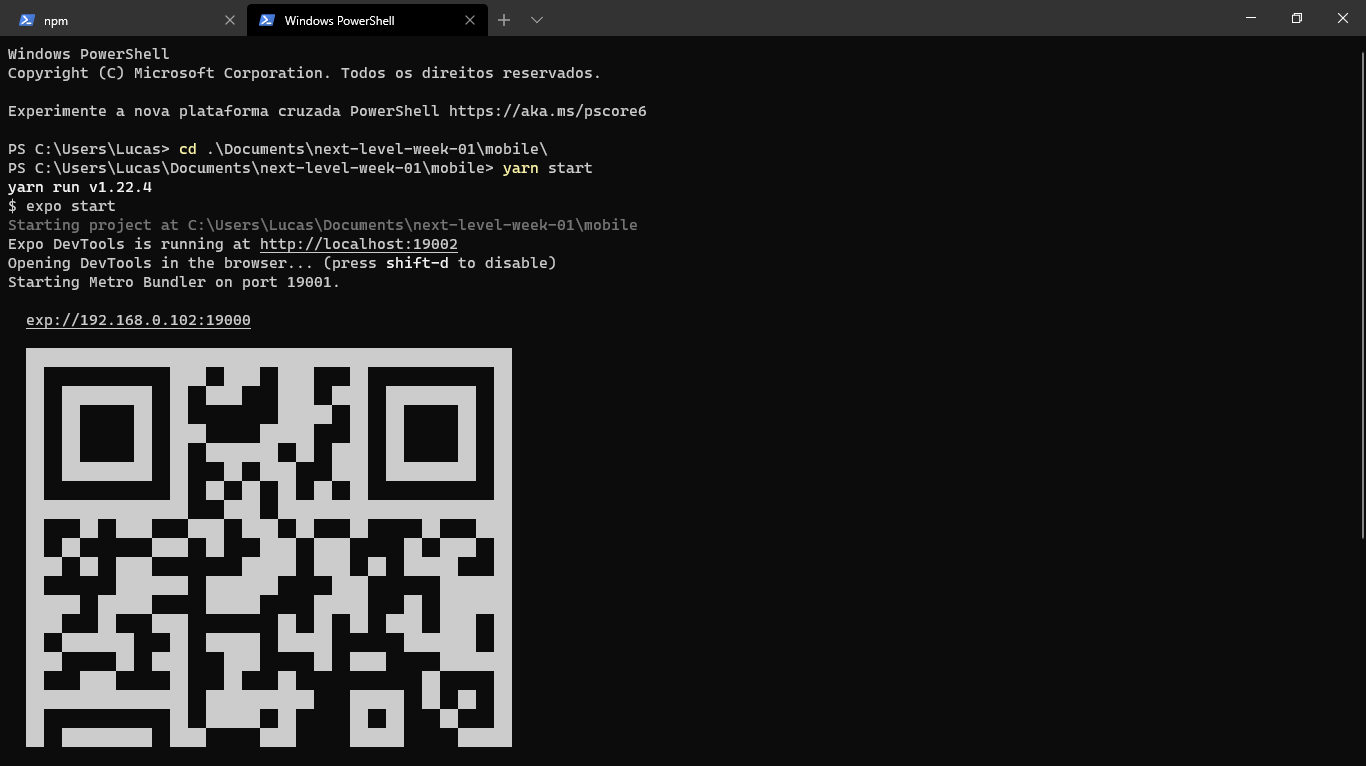 npm
Windows PowerShell
Windows PowerShell
Copyright (C) Microsoft Corporation. Todos os direitos reservados.
Experimente a nova plataforma cruzada PowerShell https://aka.ms/pscore6
PS C:\Users\Lucas> cd .\Documents\next-level-week-01\mobile\
PS C:\Users\Lucas\Documents\next-level-week-01\mobile> yarn start
yarn run v1.22.4
$ expo start
Starting project at C:\Users\Lucas\Documents\next-level-week-01\mobile
Expo DevTools is running at http://localhost:19002
Opening DevTools in the browser... (press shift-d to disable)
Starting Metro Bundler on port 19001.
exp://192.168.0.102:19000